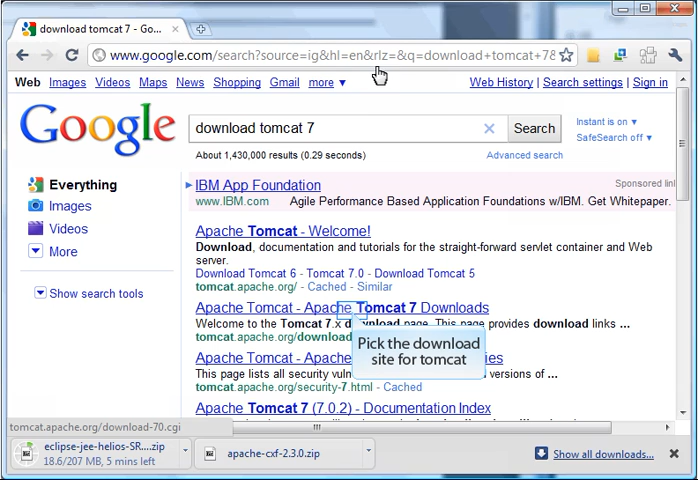 download tomcat 7 - Go...
www.google.com/search?source=ig&hl=en&rlz=&q=download+tomcat+7&
Web Images Videos Maps News Shopping Gmail more ▼
Web History | Search settings | Sign in
Google
download tomcat 7
Search
Instant is on ▼
SafeSearch off ▼
About 1,430,000 results (0.29 seconds)
Advanced search
Everything
Images
Videos
More
Show search tools
IBM App Foundation
Sponsored lin
www.IBM.com Agile Performance Based Application Foundations w/IBM. Get Whitepaper.
Apache Tomcat - Welcome!
Download, documentation and tutorials for the straight-forward servlet container and Web
server.
Download Tomcat 6 - Tomcat 7.0 - Download Tomcat 5
tomcat.apache.org/ - Cached - Similar
Apache Tomcat - Apache Tomcat 7 Downloads
Welcome to the Tomcat 7.x download page. This page provides download links ...
tomcat.apache.org/download
Pick the download
site for tomcat
Apache Tomcat - Apache
This page lists all security versions of ...
tomcat.apache.org/security-7.html - Cached
Apache Tomcat 7 (7.0.2) - Documentation Index
tomcat.apache.org/download-70.cgi
eclipse-jee-helios-SR....zip
18.6/207 MB, 5 mins left
apache-cxf-2.3.0.zip
Show all downloads...